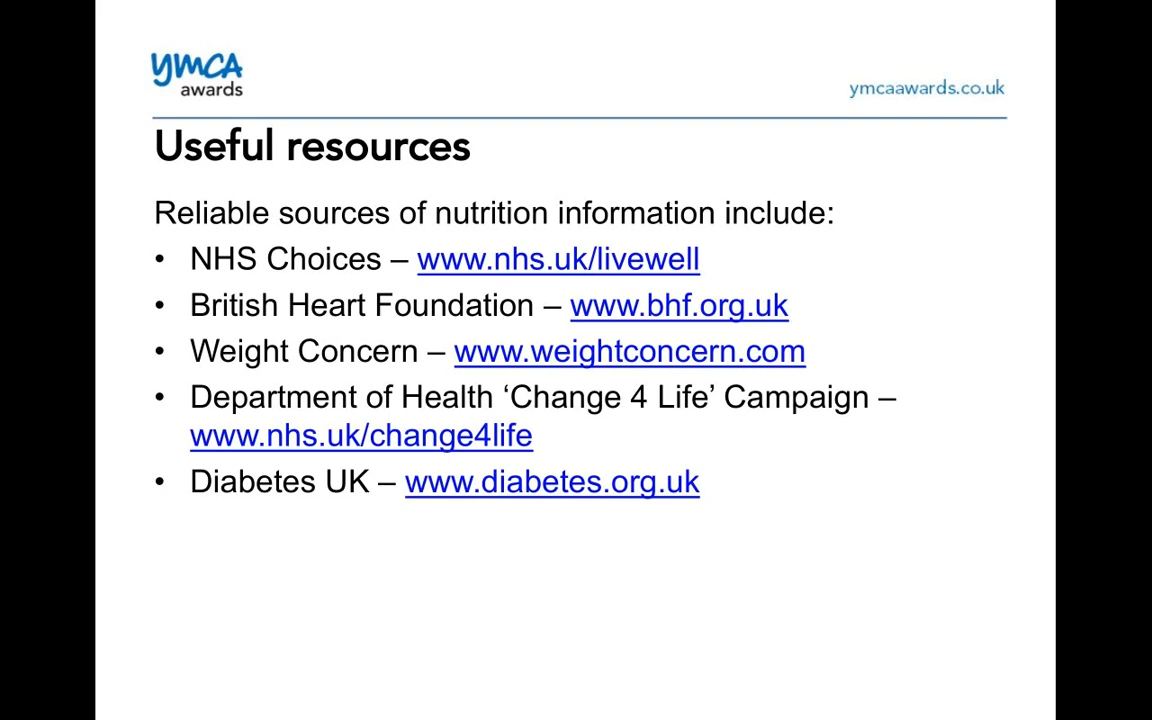 ymca
awards
ymcaawards.co.uk
Useful resources
Reliable sources of nutrition information include:
• NHS Choices – www.nhs.uk/livewell
• British Heart Foundation – www.bhf.org.uk
• Weight Concern – www.weightconcern.com
• Department of Health ‘Change 4 Life’ Campaign –
www.nhs.uk/change4life
• Diabetes UK – www.diabetes.org.uk